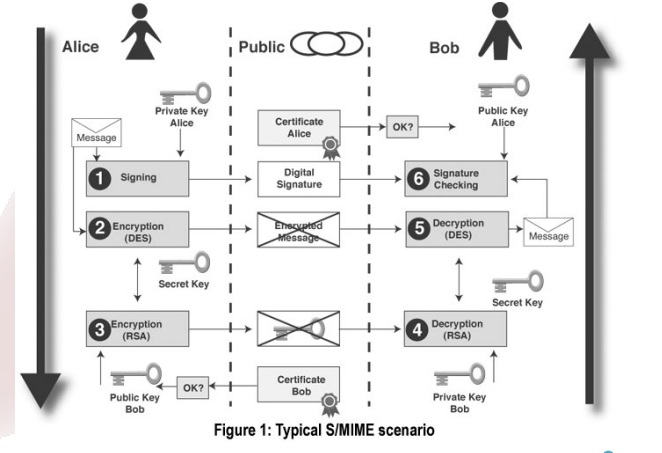 Alice
Public
Bob
Private Key
Alice
Public Key
Alice
Message
Certificate
Alice
OK?
1 Signing
Digital
Signature
6 Signature
Checking
2 Encryption
(DES)
Encrypted
Message
5 Decryption
(DES)
Message
Secret Key
Secret Key
3 Encryption
(RSA)
4 Decryption
(RSA)
Public Key
Bob
OK?
Certificate
Bob
Private Key
Bob
Figure 1: Typical S/MIME scenario